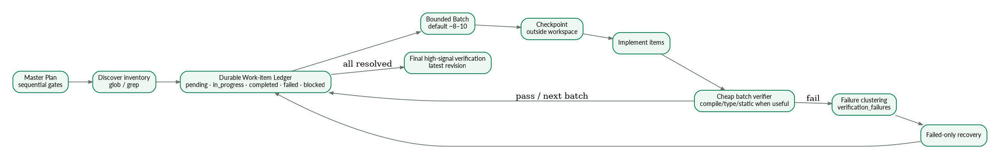 Master Plan
sequential gates
Discover inventory
glob / grep
Durable Work-item Ledger
pending · in_progress · completed · failed · blocked
Bounded Batch
default ~8–10
Checkpoint
outside workspace
Implement items
all resolved
Final high-signal verification
latest revision
Cheap batch verifier
compile/type/static when useful
pass / next batch
fail
Failure clustering
verification_failures
Failed-only recovery